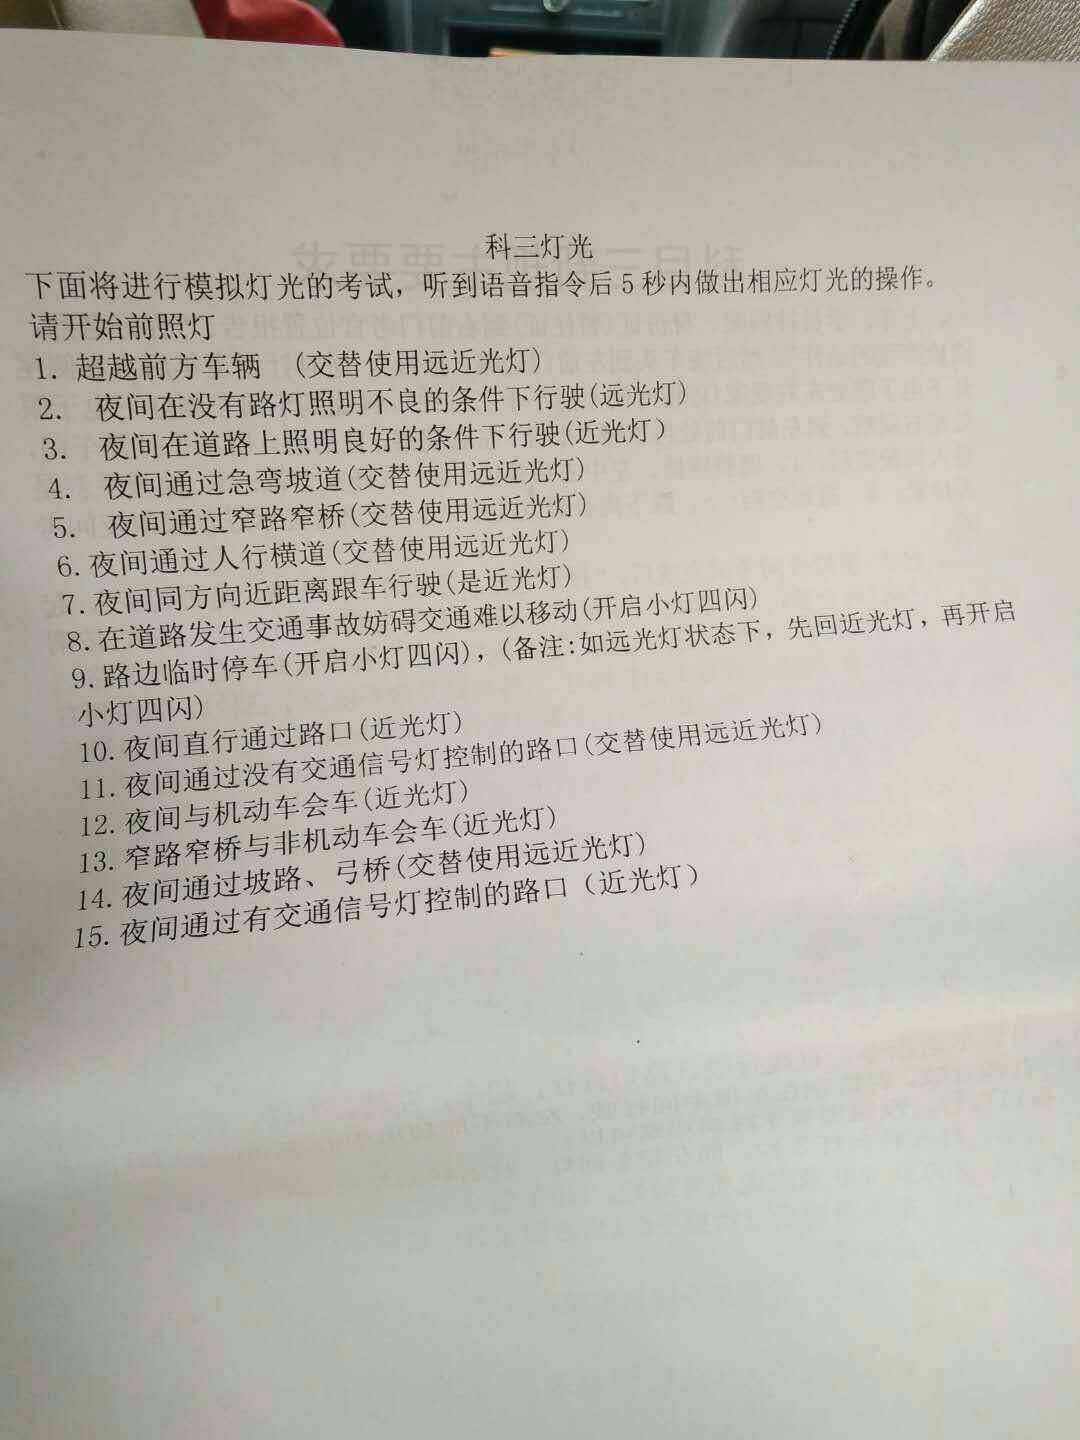 科三灯光
下面将进行模拟灯光的考试，听到语音指令后5秒内做出相应灯光的操作。
请开始前照灯
1. 超越前方车辆 (交替使用远近光灯)
2. 夜间在没有路灯照明不良的条件下行驶(远光灯)
3. 夜间在道路上照明良好的条件下行驶(近光灯)
4. 夜间通过急弯坡道(交替使用远近光灯)
5. 夜间通过窄路窄桥(交替使用远近光灯)
6.夜间通过人行横道(交替使用远近光灯)
7.夜间同方向近距离跟车行驶(是近光灯)
8.在道路发生交通事故妨碍交通难以移动(开启小灯四闪)
9.路边临时停车(开启小灯四闪)，(备注:如远光灯状态下，先回近光灯，再开启
小灯四闪)
10.夜间直行通过路口(近光灯)
11.夜间通过没有交通信号灯控制的路口(交替使用远近光灯)
12.夜间与机动车会车(近光灯)
13.窄路窄桥与非机动车会车(近光灯)
14.夜间通过坡路、弓桥(交替使用远近光灯)
15.夜间通过有交通信号灯控制的路口（近光灯）